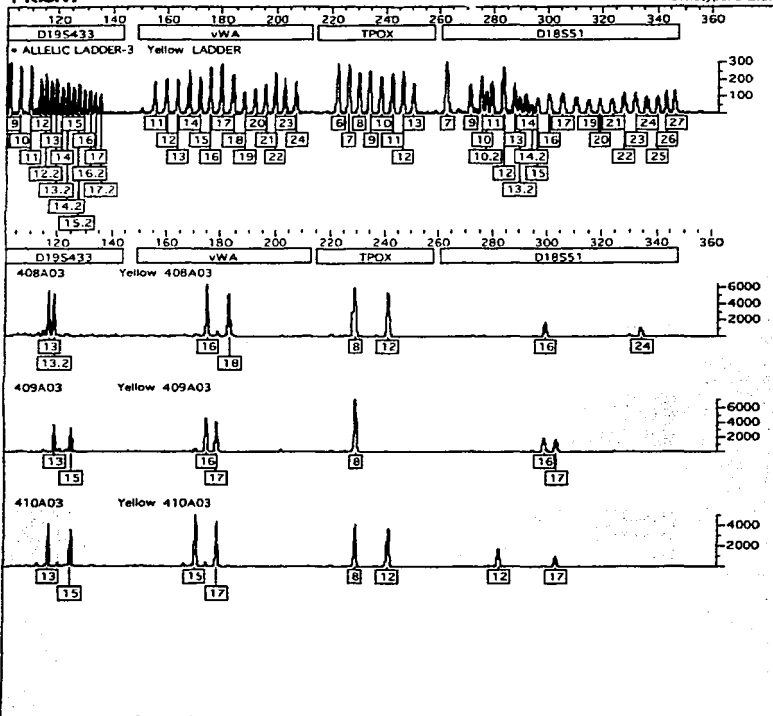 120 140 160 180 200 220 240 260 280 300 320 340 360
D19S433 vWA TPOX D18S51
• ALLELIC LADDER-3 Yellow LADDER
300
200
100
9 12 15 11 14 17 20 23 6 8 10 13 7 9 11 14 17 19 21 24 27
10 13 16 12 15 18 21 24 7 9 11 10 13 16 20 23 26
11 14 17 13 16 19 22 12 10.2 14.2 22 25
12.2 16.2 12 15
13.2 17.2 13.2
14.2
15.2
120 140 160 180 200 220 240 260 280 300 320 340 360
D19S433 vWA TPOX D18S51
408A03 Yellow 408A03
6000
4000
2000
13 16 8 12 16 24
13.2 18
409A03 Yellow 409A03
6000
4000
2000
13 16 8 16
15 17 17
410A03 Yellow 410A03
4000
2000
13 15 8 12 12 17
15 17